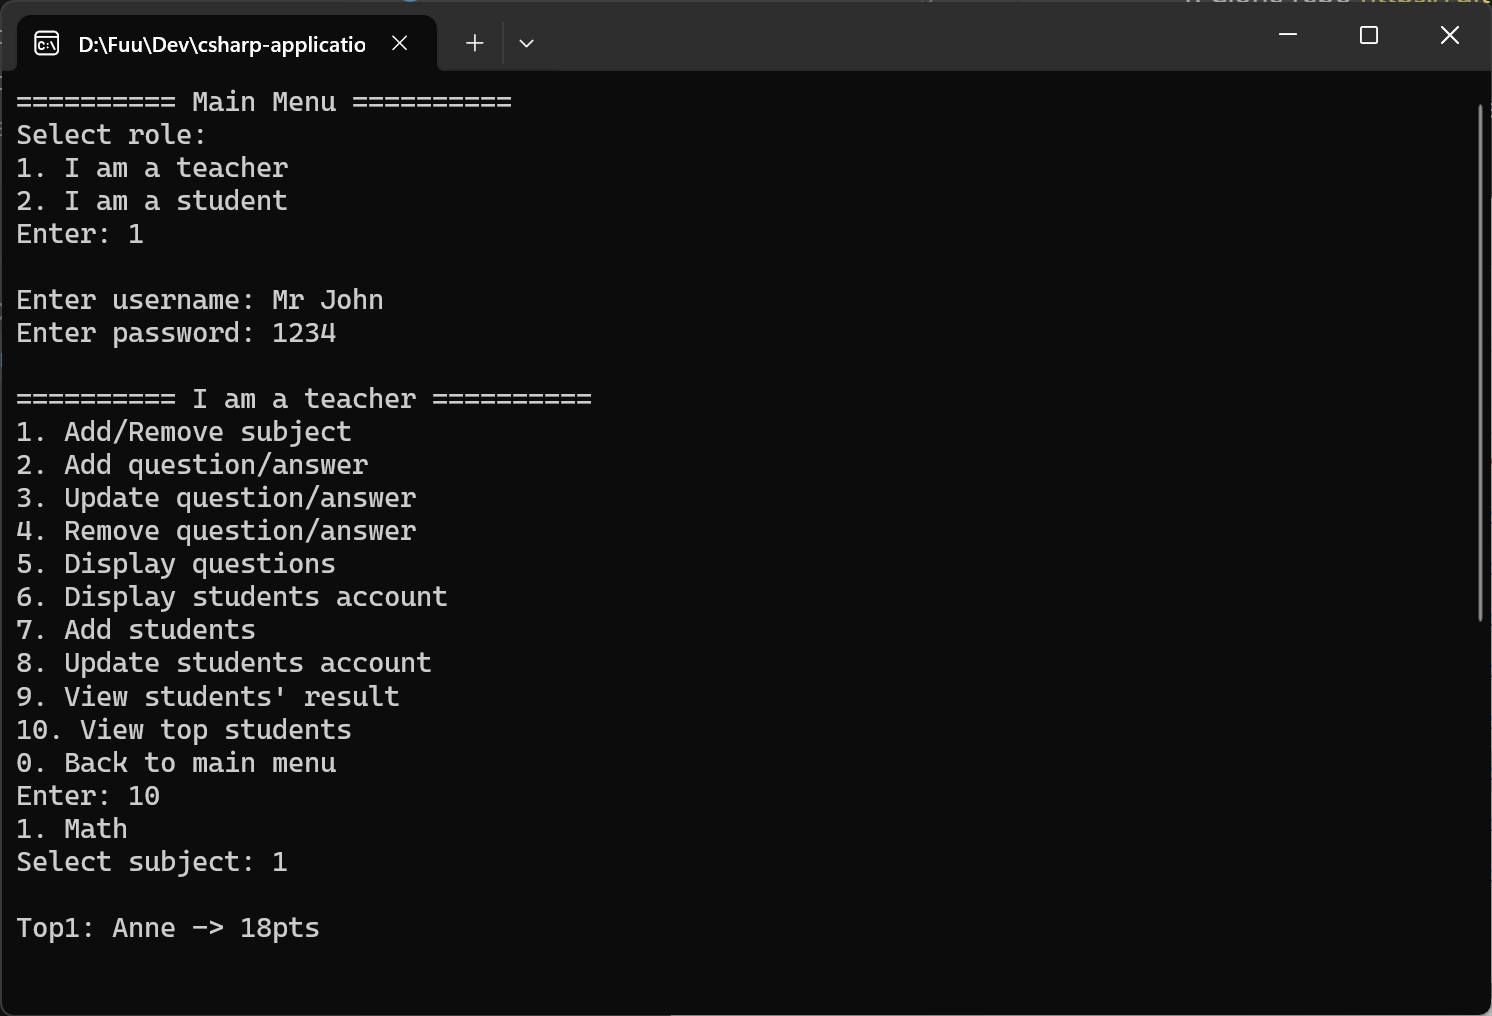 D:\Fuu\Dev\csharp-applicatio
========== Main Menu ==========
Select role:
1. I am a teacher
2. I am a student
Enter: 1
Enter username: Mr John
Enter password: 1234
========== I am a teacher ==========
1. Add/Remove subject
2. Add question/answer
3. Update question/answer
4. Remove question/answer
5. Display questions
6. Display students account
7. Add students
8. Update students account
9. View students' result
10. View top students
0. Back to main menu
Enter: 10
1. Math
Select subject: 1
Top1: Anne -> 18pts